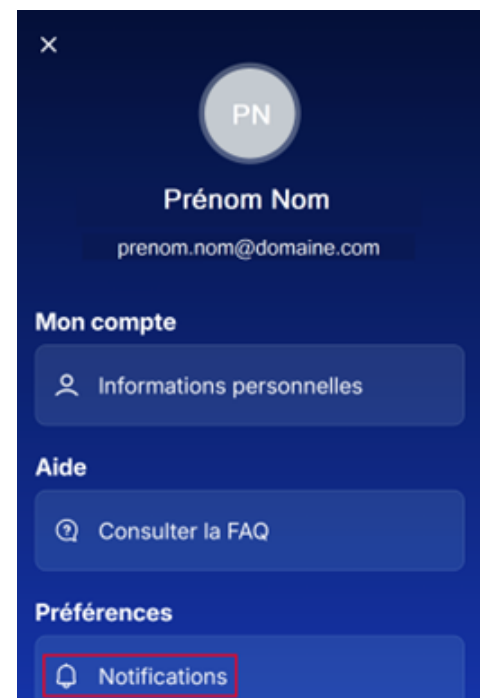 PN
Prénom Nom
prenom.nom@domaine.com
Mon compte
Informations personnelles
Aide
Consulter la FAQ
Préférences
Notifications